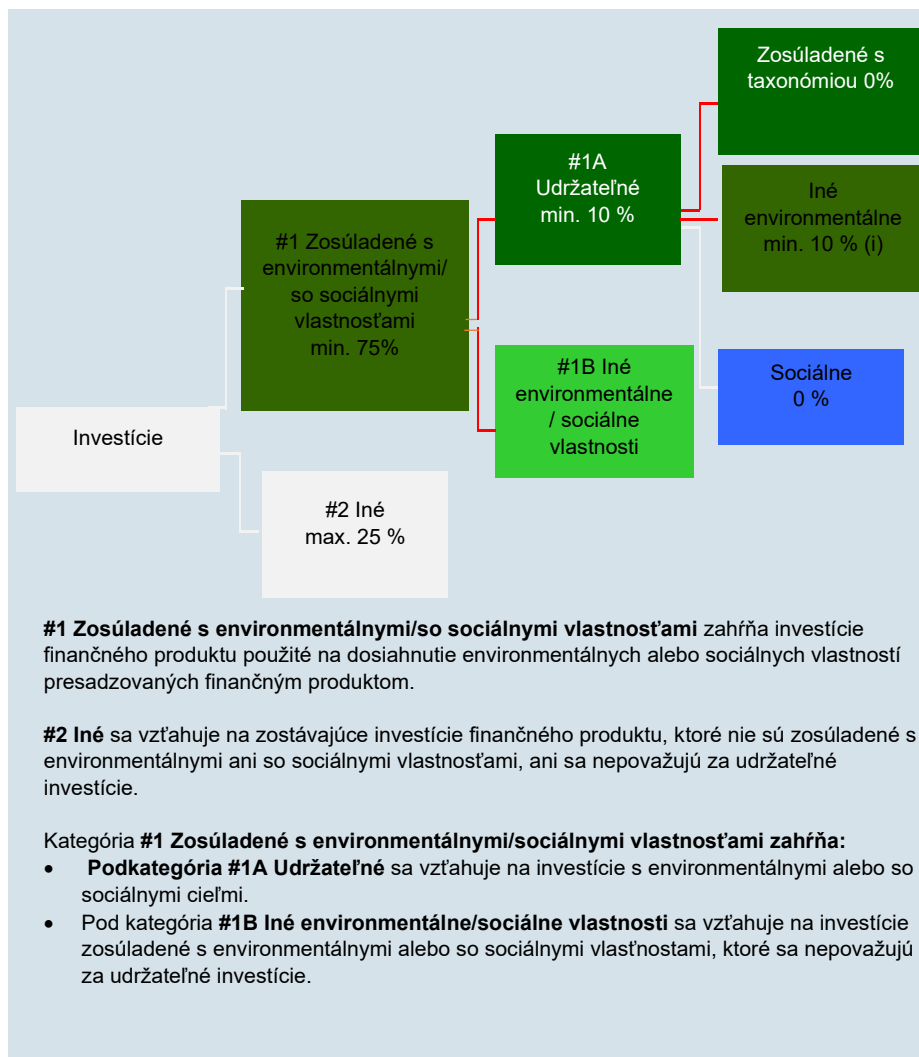 Zosúladené s
taxonómiou 0%
#1A
Udržateľné
min. 10 %
Iné
environmentálne
min. 10 % (i)
#1 Zosúladené s
environmentálnymi/
so sociálnymi
vlastnosťami
min. 75%
#1B Iné
environmentálne
/ sociálne
vlastnosti
Sociálne
0 %
Investície
#2 Iné
max. 25 %
#1 Zosúladené s environmentálnymi/so sociálnymi vlastnosťami zahŕňa investície
finančného produktu použité na dosiahnutie environmentálnych alebo sociálnych vlastností
presadzovaných finančným produktom.
#2 Iné sa vzťahuje na zostávajúce investície finančného produktu, ktoré nie sú zosúladené s
environmentálnymi ani so sociálnymi vlastnosťami, ani sa nepovažujú za udržateľné
investície.
Kategória #1 Zosúladené s environmentálnymi/sociálnymi vlastnosťami zahŕňa:
• Podkategória #1A Udržateľné sa vzťahuje na investície s environmentálnymi alebo so
sociálnymi cieľmi.
• Pod kategória #1B Iné environmentálne/sociálne vlastnosti sa vzťahuje na investície
zosúladené s environmentálnymi alebo so sociálnymi vlasťnostami, ktoré sa nepovažujú
za udržateľné investície.